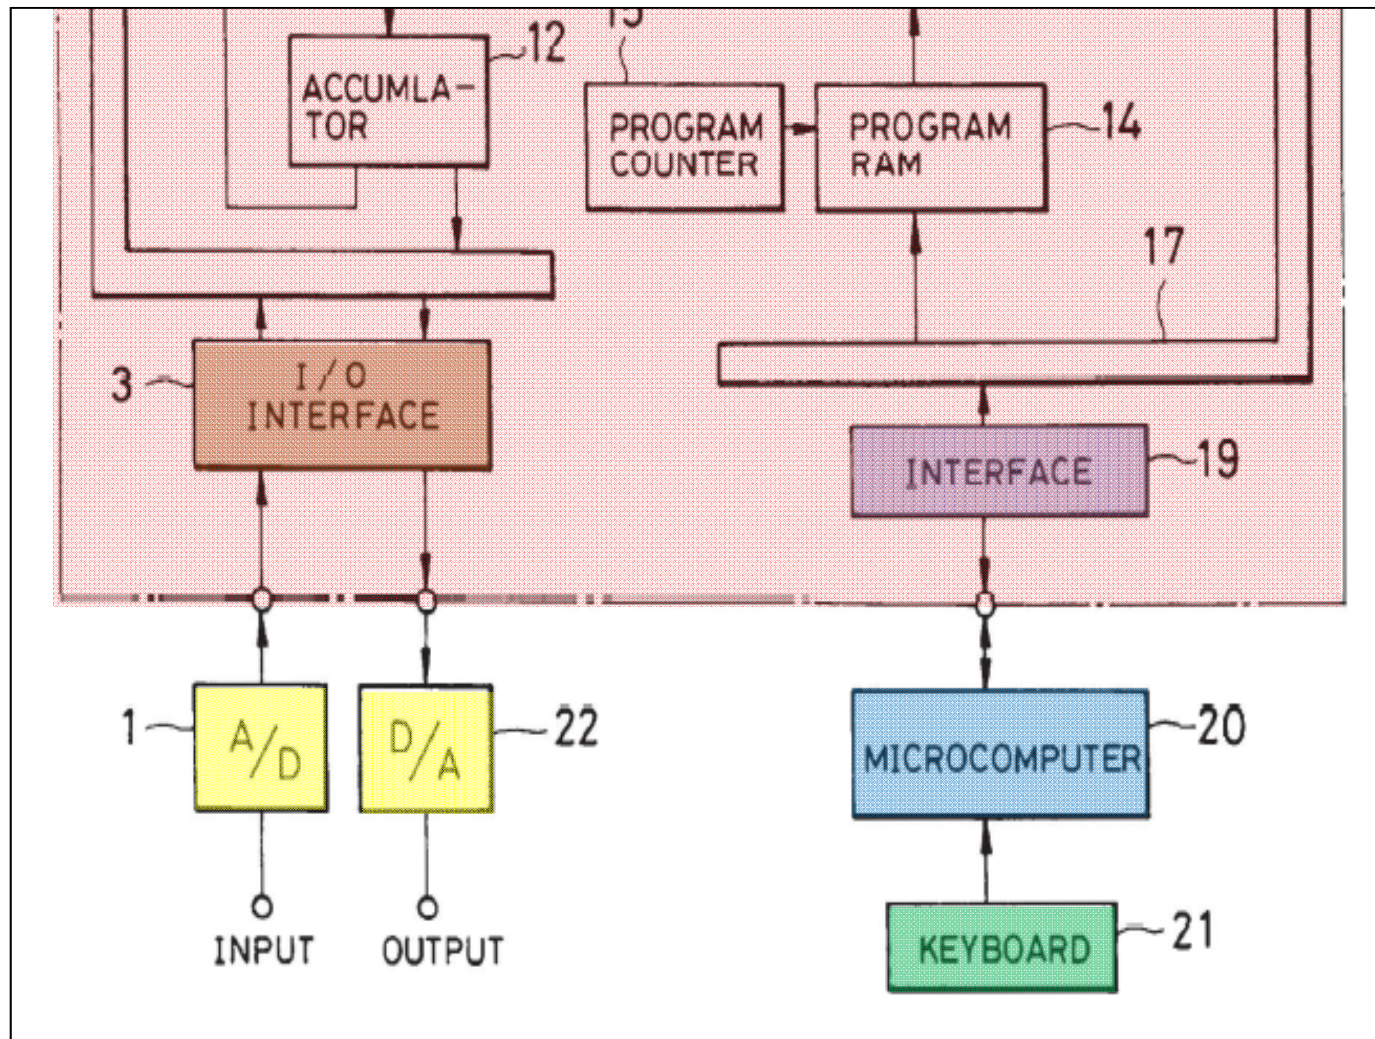 15
12
ACCUMLA-
TOR
PROGRAM
COUNTER
PROGRAM
RAM
14
17
3
I/O
INTERFACE
INTERFACE
19
1
A/D
D/A
22
MICROCOMPUTER
20
INPUT
OUTPUT
KEYBOARD
21